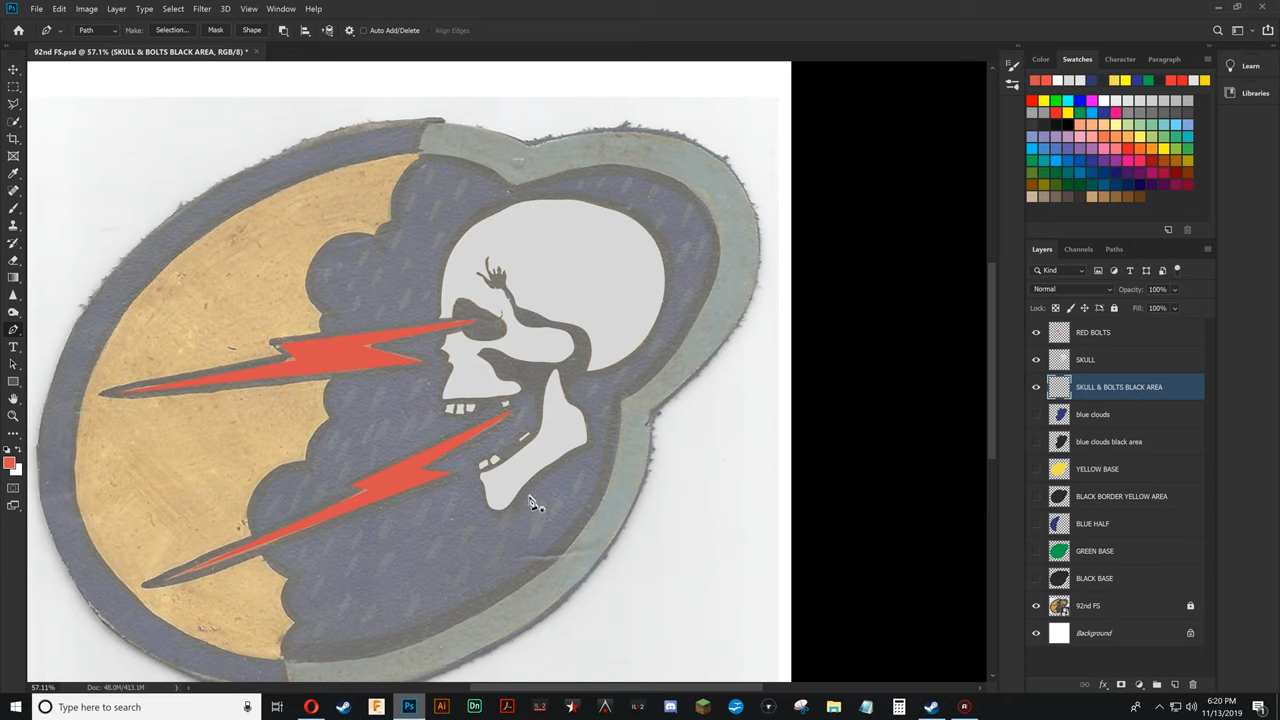 File Edit Image Layer Type Select Filter 3D View Window Help
Path Make: Selection... Mask Shape Auto Add/Delete Align Edges
92nd FS.psd @ 57.1% (SKULL & BOLTS BLACK AREA, RGB/8) *
Color Swatches Character Paragraph
Learn
Libraries
Layers Channels Paths
Kind
Normal Opacity: 100%
Lock: Fill: 100%
RED BOLTS
SKULL
SKULL & BOLTS BLACK AREA
blue clouds
blue clouds black area
YELLOW BASE
BLACK BORDER YELLOW AREA
BLUE HALF
GREEN BASE
BLACK BASE
92nd FS
Background
57.11% Doc: 48.0M/413.1M
Type here to search
6:20 PM
11/13/2019